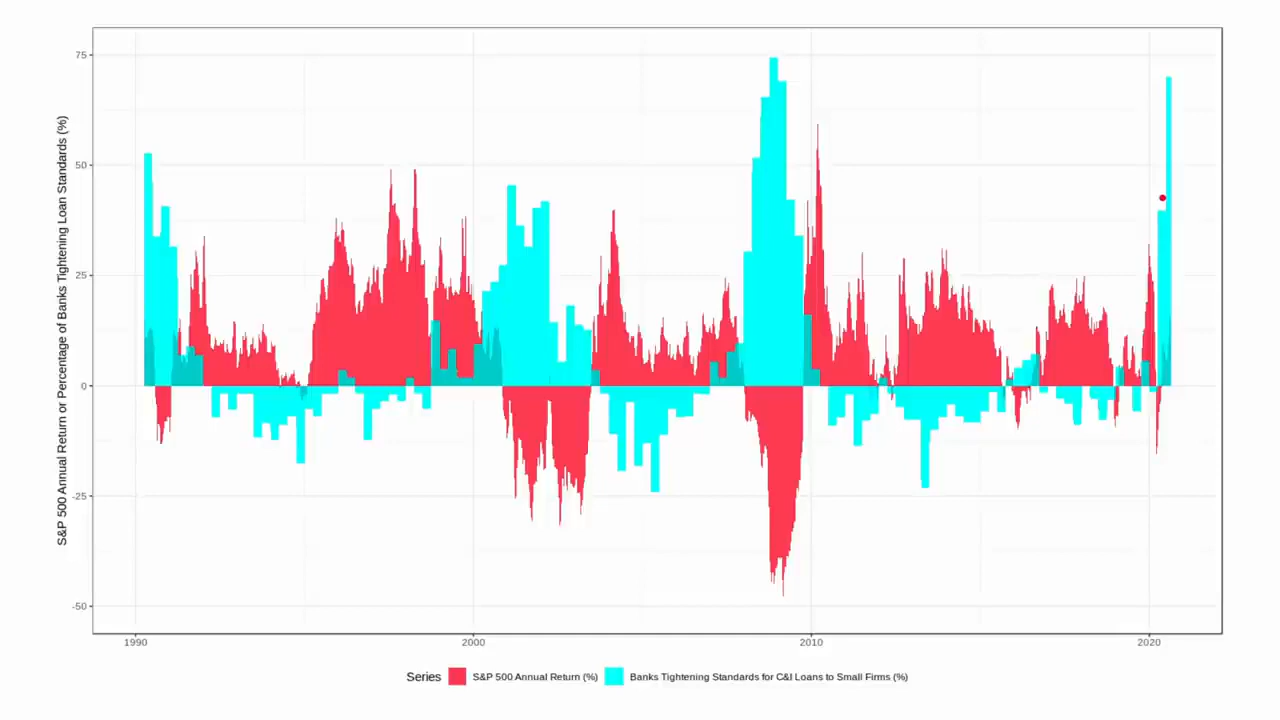 S&P 500 Annual Return or Percentage of Banks Tightening Loan Standards (%)
75
50
25
0
-25
-50
1990
2000
2010
2020
Series
S&P 500 Annual Return (%)
Banks Tightening Standards for C&I Loans to Small Firms (%)